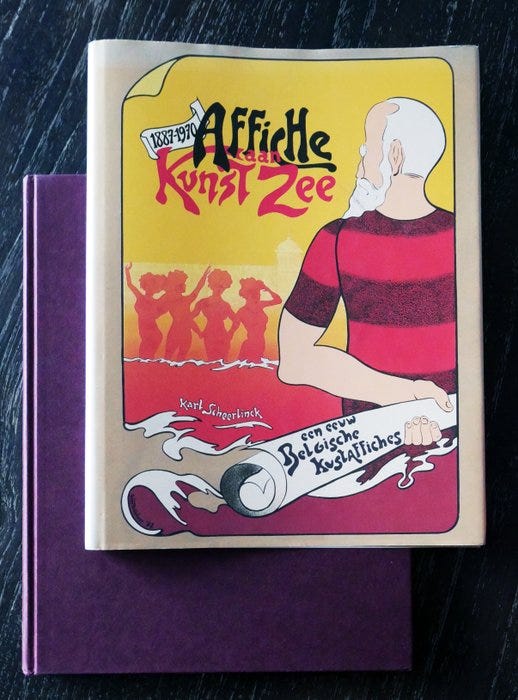 1887-1970
AFFICHe
aan
Kunst Zee
Karl Scheerlinck
een eeuw
BELGische
KustAFFiches